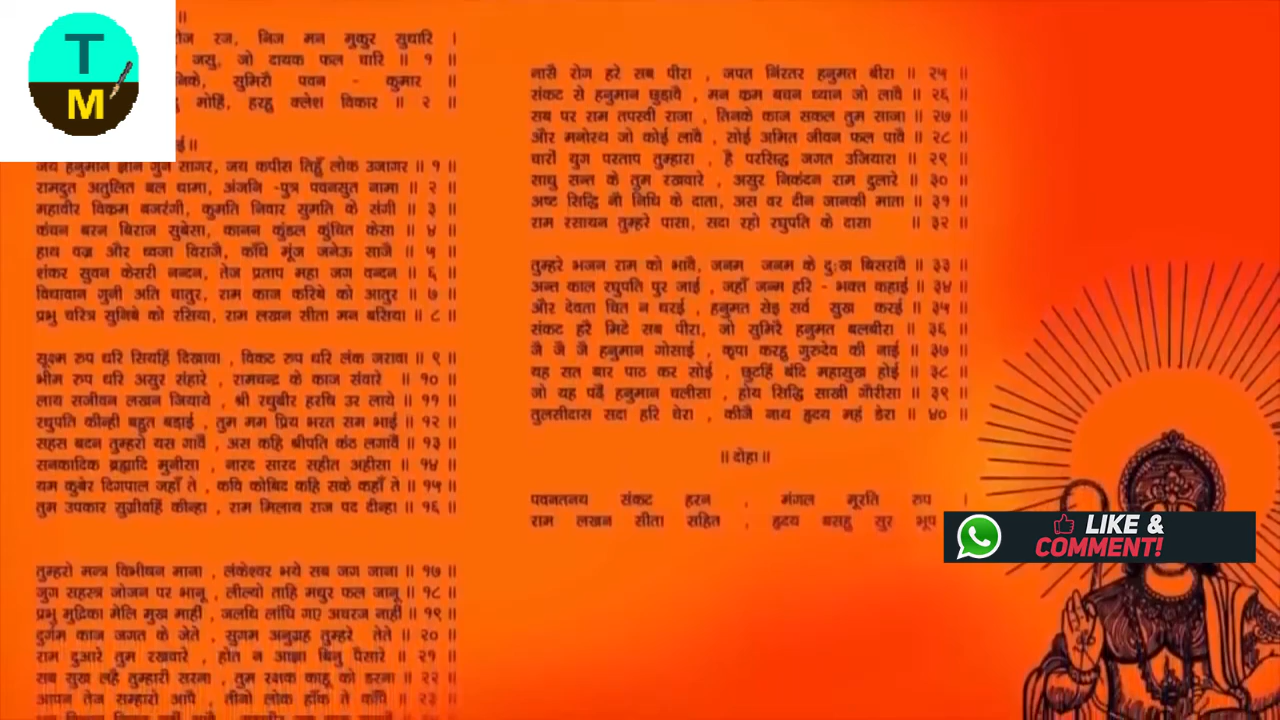 T
M
॥
रज, निज मन मुकुर सुधारि ।
जसु, जो दायक फल चारि ॥ १ ॥
सुमिरौ पवन - कुमार ॥
मोहिं, हरहु क्लेश विकार ॥ २ ॥
जय हनुमान ज्ञान गुन सागर, जय कपीस तिहुँ लोक उजागर ॥ १ ॥
रामदुत अतुलित बल धामा, अंजनि -पुत्र पवनसुत नामा ॥ २ ॥
महावीर विक्रम बजरंगी, कुमति निवार सुमति के संगी ॥ ३ ॥
कंचन बरन बिराज सुबेसा, कानन कुंडल कुंचित केसा ॥ ४ ॥
हाथ वज्र और ध्वजा विराजै, काँधे मूंज जनेऊ साजै ॥ ५ ॥
शंकर सुवन केसरी नन्दन, तेज प्रताप महा जग वन्दन ॥ ६ ॥
विद्यावान गुनी अति चातुर, राम काज करिबे को आतुर ॥ ७ ॥
प्रभु चरित्र सुनिबे को रसिया, राम लखन सीता मन बसिया ॥ ८ ॥
सूक्ष्म रुप धरि सियहिं दिखावा , विकट रुप धरि लंक जरावा ॥ ९ ॥
भीम रुप धरि असुर संहारे , रामचन्द्र के काज संवारे ॥ १० ॥
लाय सजीवन लखन जियाये , श्री रघुबीर हरषि उर लाये ॥ ११ ॥
रघुपति कीन्ही बहुत बड़ाई , तुम मम प्रिय भरत सम भाई ॥ १२ ॥
सहस बदन तुम्हरो यस गावैं , अस कहि श्रीपति कंठ लगावैं ॥ १३ ॥
सनकादिक ब्रह्मादि मुनीसा , नारद सारद सहीत अहीसा ॥ १४ ॥
यम कुबेर दिगपाल जहाँ ते , कवि कोबिद कहि सके कहाँ ते ॥ १५ ॥
तुम उपकार सुग्रीवहिं कीन्हा , राम मिलाय राज पद दीन्हा ॥ १६ ॥
तुम्हरो मन्त्र विभीषन माना , लंकेश्वर भये सब जग जाना ॥ १७ ॥
जुग सहस्त्र जोजन पर भानू , लील्यो ताहि मधुर फल जानू ॥ १८ ॥
प्रभु मुद्रिका मेलि मुख माहीं , जलधि लांघि गए अचरज नाहीं ॥ १९ ॥
दुर्गम काज जगत के जेते , सुगम अनुग्रह तुम्हरे तेते ॥ २० ॥
राम दुआरे तुम रखवारे , होत न आज्ञा बिनु पैसारे ॥ २१ ॥
सब सुख लहै तुम्हारी सरना , तुम रक्षक काहू को डरना ॥ २२ ॥
आपन तेज सम्हारो आपै , तीनो लोक हाँक ते काँपे ॥ २३ ॥
नासै रोग हरे सब पीरा , जपत निंरतर हनुमत बीरा ॥ २५ ॥
संकट से हनुमान छुड़ावै , मन क्रम बचन ध्यान जो लावै ॥ २६ ॥
सब पर राम तपस्वी राजा , तिनके काज सकल तुम साजा ॥ २७ ॥
और मनोरथ जो कोई लावै , सोई अमित जीवन फल पावै ॥ २८ ॥
चारों युग परताप तुम्हारा , है परसिद्ध जगत उजियारा ॥ २९ ॥
साधु सन्त के तुम रखवारे , असुर निकंदन राम दुलारे ॥ ३० ॥
अष्ट सिद्धि नौ निधि के दाता, अस वर दीन जानकी माता ॥ ३१ ॥
राम रसायन तुम्हरे पासा, सदा रहो रघुपति के दासा ॥ ३२ ॥
तुम्हरे भजन राम को भावै, जनम जनम के दुःख बिसरावै ॥ ३३ ॥
अन्त काल रघुपति पुर जाई , जहाँ जन्म हरि - भक्त कहाई ॥ ३४ ॥
और देवता चित न धरई , हनुमत सेइ सर्व सुख करई ॥ ३५ ॥
संकट हरै मिटे सब पीरा, जो सुमिरै हनुमत बलबीरा ॥ ३६ ॥
जै जै जै हनुमान गोसाई , कृपा करहु गुरुदेव की नाई ॥ ३७ ॥
यह सत बार पाठ कर सोई , छुटहिं बंदि महासुख होई ॥ ३८ ॥
जो यह पढ़ैं हनुमान चलीसा , होय सिद्धि साखी गौरीसा ॥ ३९ ॥
तुलसीदास सदा हरि चेरा , कीजै नाथ हृदय महं डेरा ॥ ४० ॥
॥ दोहा ॥
पवनतनय संकट हरन , मंगल मूरति रुप ।
राम लखन सीता सहित , हृदय बसहु सुर भूप
LIKE &
COMMENT!